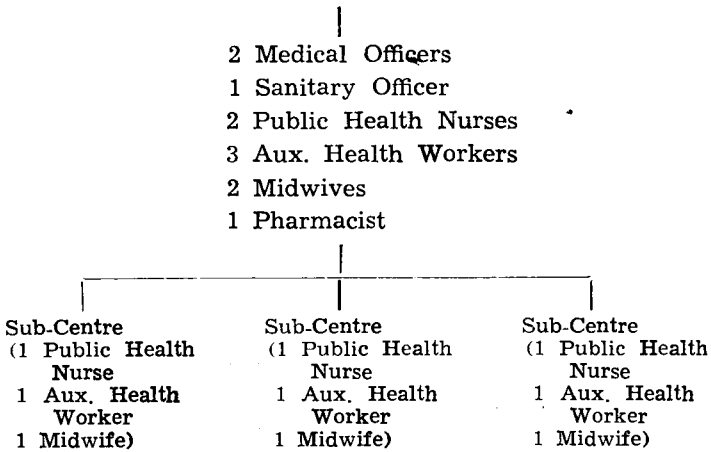 2 Medical Officers
1 Sanitary Officer
2 Public Health Nurses
3 Aux. Health Workers
2 Midwives
1 Pharmacist
Sub-Centre
(1 Public Health
Nurse
1 Aux. Health
Worker
1 Midwife)
Sub-Centre
(1 Public Health
Nurse
1 Aux. Health
Worker
1 Midwife)
Sub-Centre
(1 Public Health
Nurse
1 Aux. Health
Worker
1 Midwife)